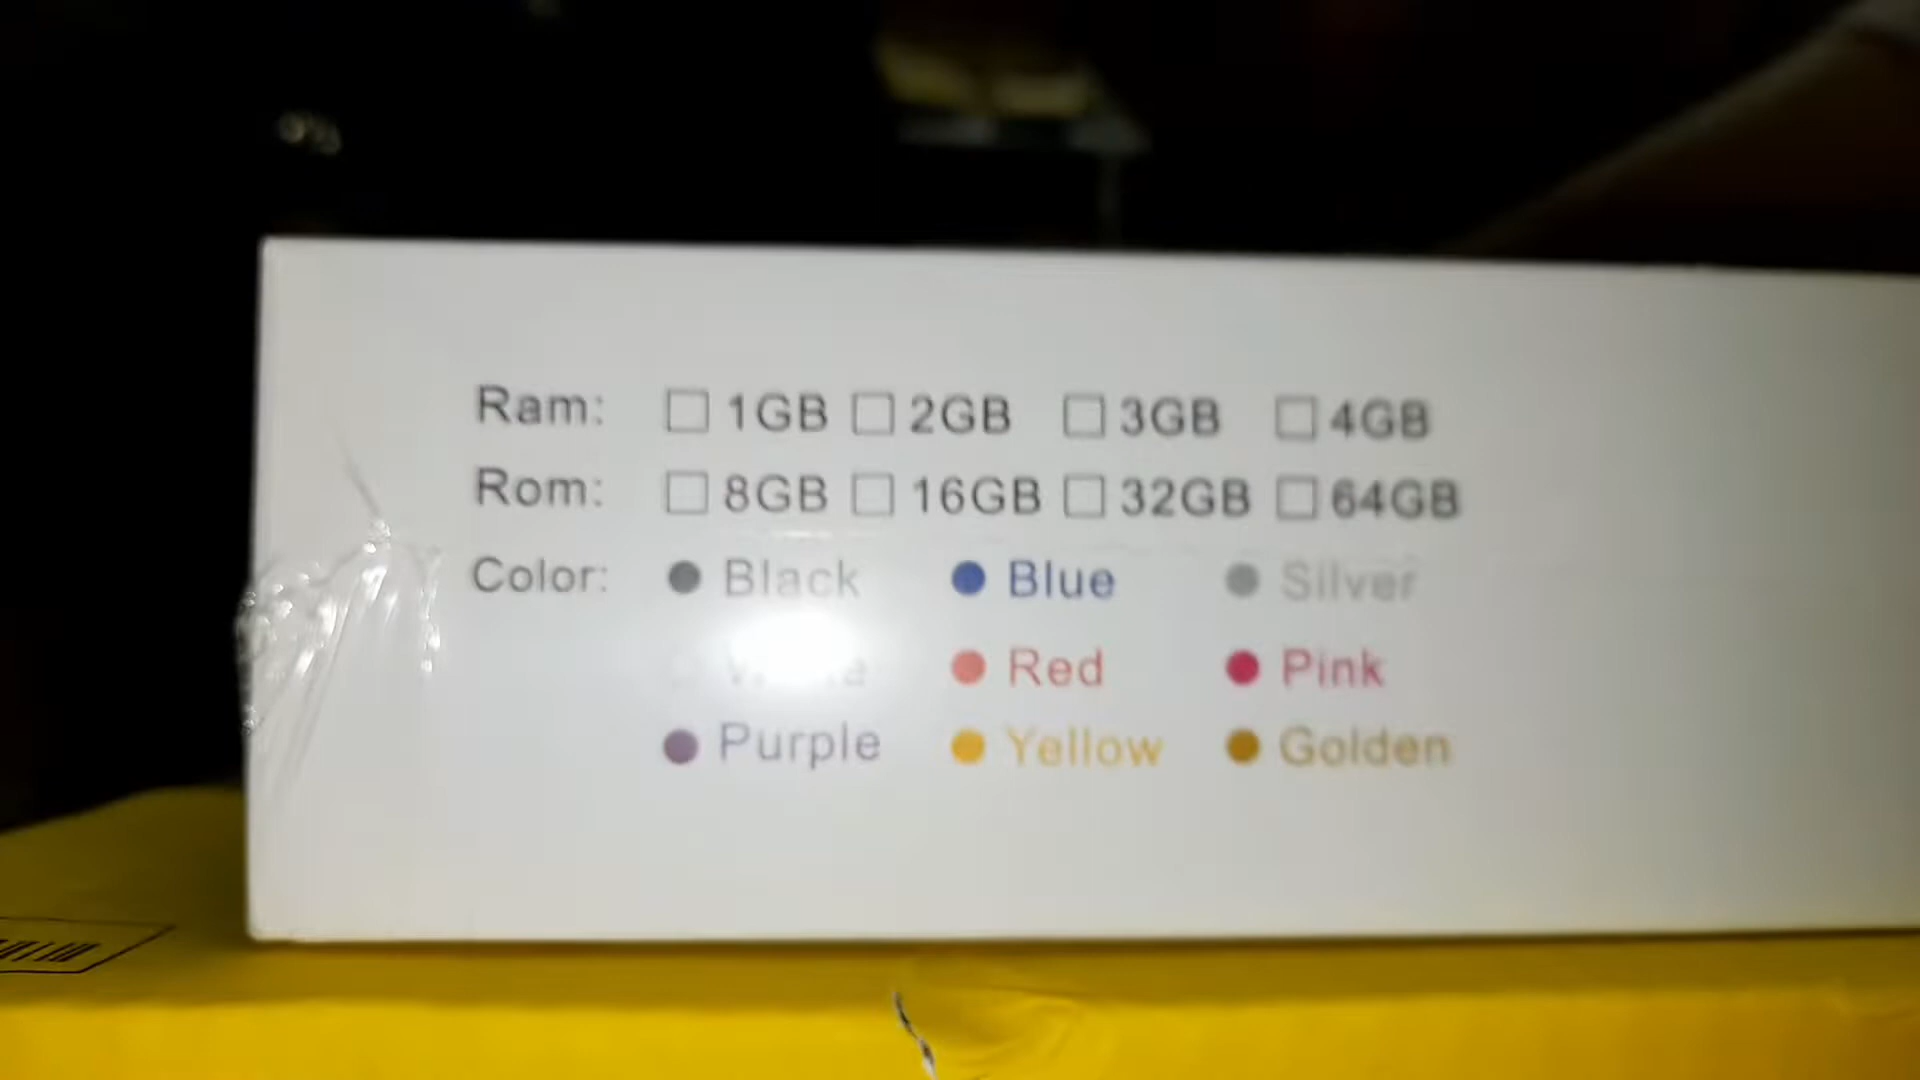 Ram: ☐ 1GB ☐ 2GB ☐ 3GB ☐ 4GB
Rom: ☐ 8GB ☐ 16GB ☐ 32GB ☐ 64GB
Color: ● Black ● Blue ● Silver
● Red ● Pink
● Purple ● Yellow ● Golden